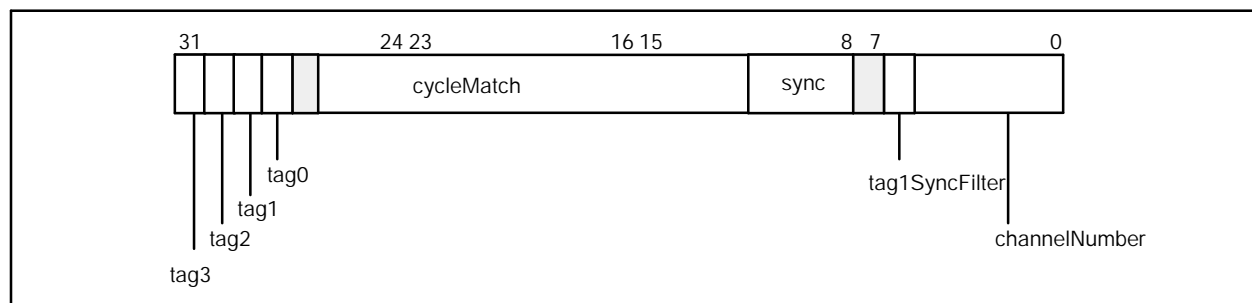 31 24 23 16 15 8 7 0
cycleMatch sync
tag0
tag1SyncFilter
tag1
tag2
channelNumber
tag3